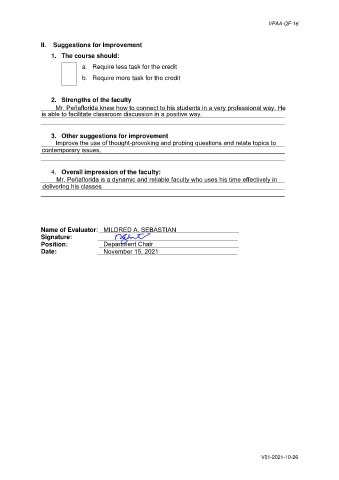 VPAA-QF-16
II. Suggestions for Improvement
1. The course should:
a. Require less task for the credit
b. Require more task for the credit
2. Strengths of the faculty
Mr. Peñaflorida knew how to connect to his students in a very professional way. He
is able to facilitate classroom discussion in a positive way.
3. Other suggestions for improvement
Improve the use of thought-provoking and probing questions and relate topics to
contemporary issues.
4. Overall impression of the faculty:
Mr. Peñaflorida is a dynamic and reliable faculty who uses his time effectively in
delivering his classes
Name of Evaluator: MILDRED A. SEBASTIAN
Signature:
Position: Department Chair
Date: November 15, 2021
V01-2021-10-26